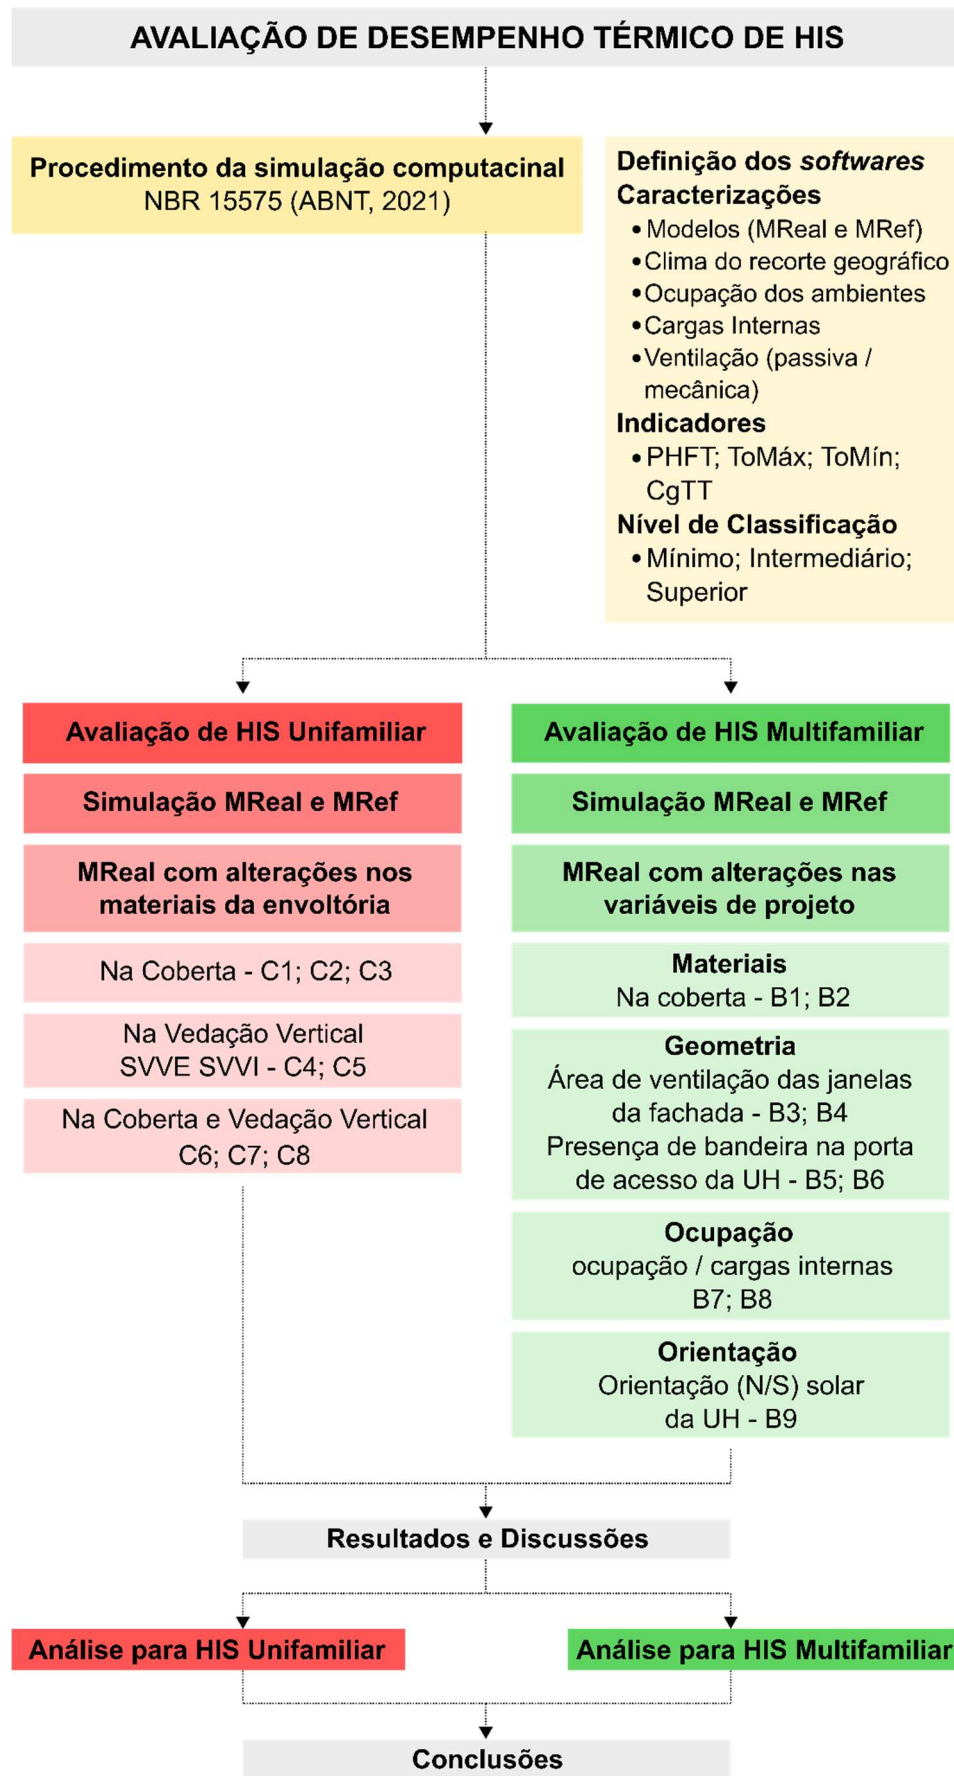 AVALIAÇÃO DE DESEMPENHO TÉRMICO DE HIS
Procedimento da simulação computacinal
NBR 15575 (ABNT, 2021)
Definição dos softwares
Caracterizações
• Modelos (MReal e MRef)
• Clima do recorte geográfico
• Ocupação dos ambientes
• Cargas Internas
• Ventilação (passiva /
mecânica)
Indicadores
• PHFT; ToMáx; ToMín;
CgTT
Nível de Classificação
• Mínimo; Intermediário;
Superior
Avaliação de HIS Unifamiliar
Simulação MReal e MRef
MReal com alterações nos
materiais da envoltória
Na Coberta - C1; C2; C3
Na Vedação Vertical
SVVE SVVI - C4; C5
Na Coberta e Vedação Vertical
C6; C7; C8
Avaliação de HIS Multifamiliar
Simulação MReal e MRef
MReal com alterações nas
variáveis de projeto
Materiais
Na coberta - B1; B2
Geometria
Área de ventilação das janelas
da fachada - B3; B4
Presença de bandeira na porta
de acesso da UH - B5; B6
Ocupação
ocupação / cargas internas
B7; B8
Orientação
Orientação (N/S) solar
da UH - B9
Resultados e Discussões
Análise para HIS Unifamiliar
Análise para HIS Multifamiliar
Conclusões